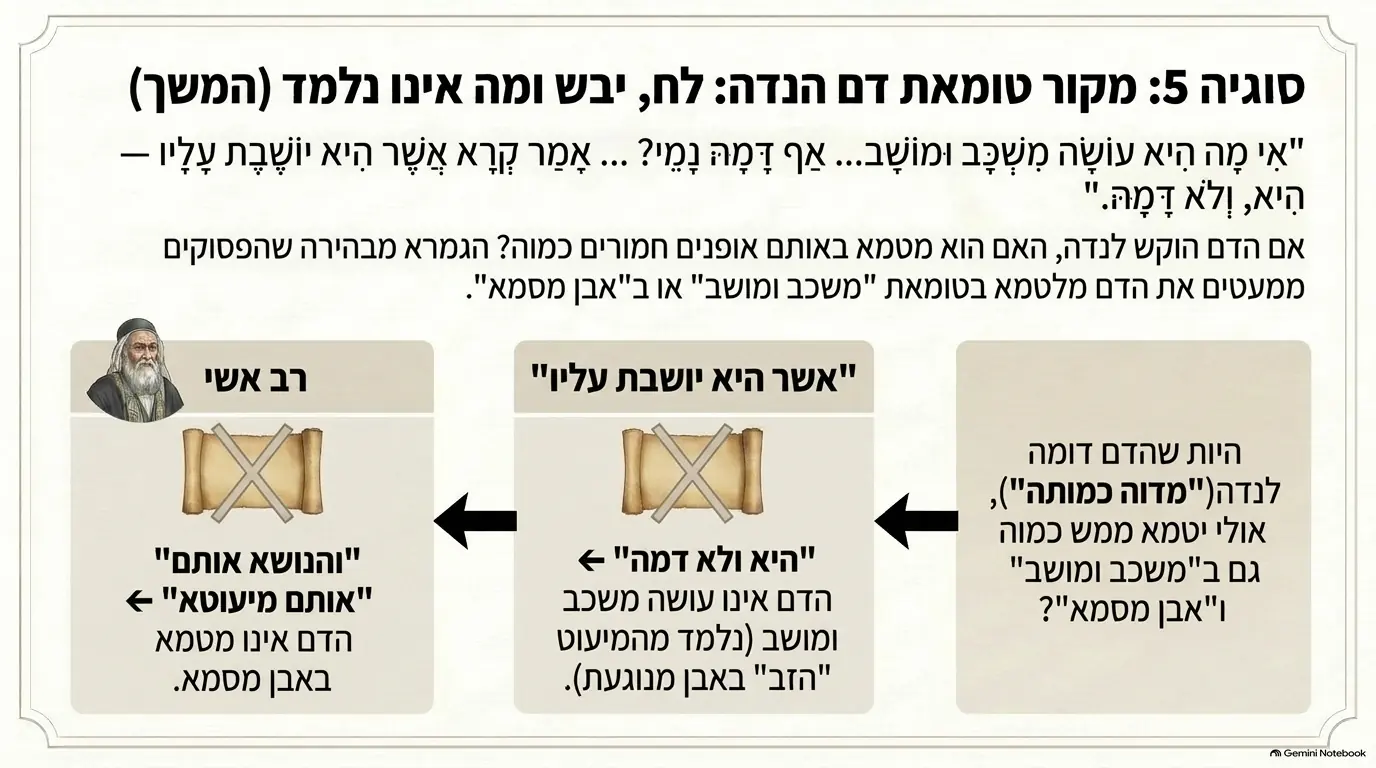 סוגיה 5: מקור טומאת דם הנדה: לח, יבש ומה אינו נלמד (המשך)
"אִי מָה הִיא עוֹשָׂה מִשְׁכָּב וּמוֹשָׁב... אַף דָּמָהּ נָמֵי? ... אָמַר קְרָא אֲשֶׁר הִיא יוֹשֶׁבֶת עָלָיו —
הִיא, וְלֹא דָּמָהּ."
אם הדם הוקש לנדה, האם הוא מטמא באותם אופנים חמורים כמוה? הגמרא מבהירה שהפסוקים
ממעטים את הדם מלטמא בטומאת "משכב ומושב" או ב"אבן מסמא".
היות שהדם דומה
לנדה("מדוה כמותה"),
אולי יטמא ממש כמוה
גם ב"משכב ומושב"
ו"אבן מסמא"?
"אשר היא יושבת עליו"
"היא ולא דמה" ←
הדם אינו עושה משכב
ומושב (נלמד מהמיעוט
"הזב" באבן מנוגעת).
רב אשי
"והנושא אותם"
"אותם מיעוטא" ←
הדם אינו מטמא
באבן מסמא.
Gemini Notebook